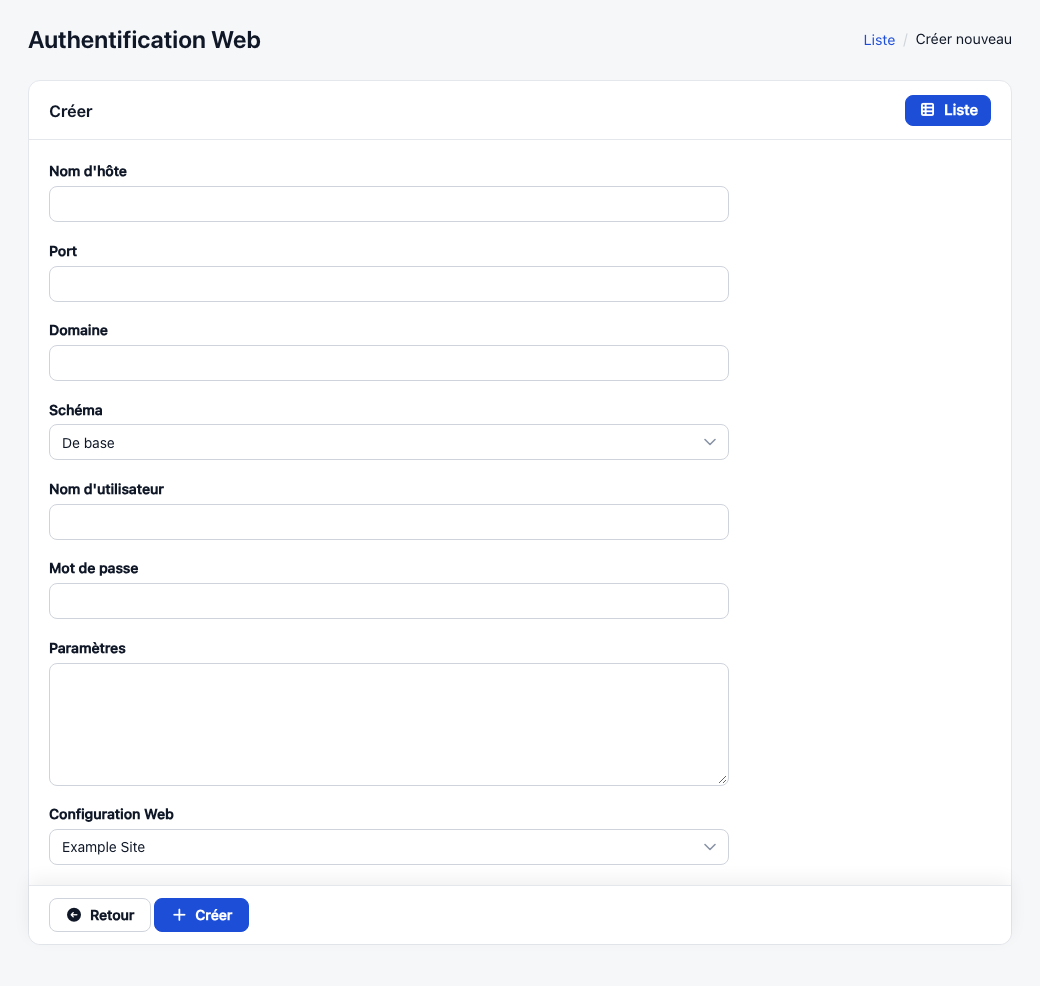 Authentification Web
Liste / Créer nouveau
Créer
Liste
Nom d'hôte
Port
Domaine
Schéma
De base
Nom d'utilisateur
Mot de passe
Paramètres
Configuration Web
Example Site
Retour
Créer